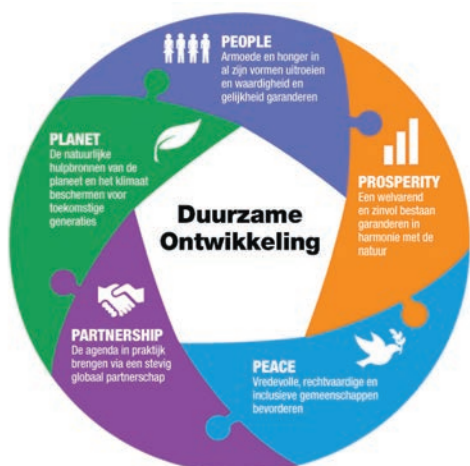 PEOPLE
Armoede en honger in
al zijn vormen uitroeien
en waardigheid en
gelijkheid garanderen
PROSPERITY
Een welvarend
en zinvol bestaan
garanderen in
harmonie met de
natuur
PEACE
Vredevolle, rechtvaardige en
inclusieve gemeenschappen
bevorderen
PARTNERSHIP
De agenda in praktijk
brengen via een stevig
globaal partnerschap
PLANET
De natuurlijke
hulpbronnen van de
planeet en het klimaat
beschermen voor
toekomstige
generaties
Duurzame
Ontwikkeling